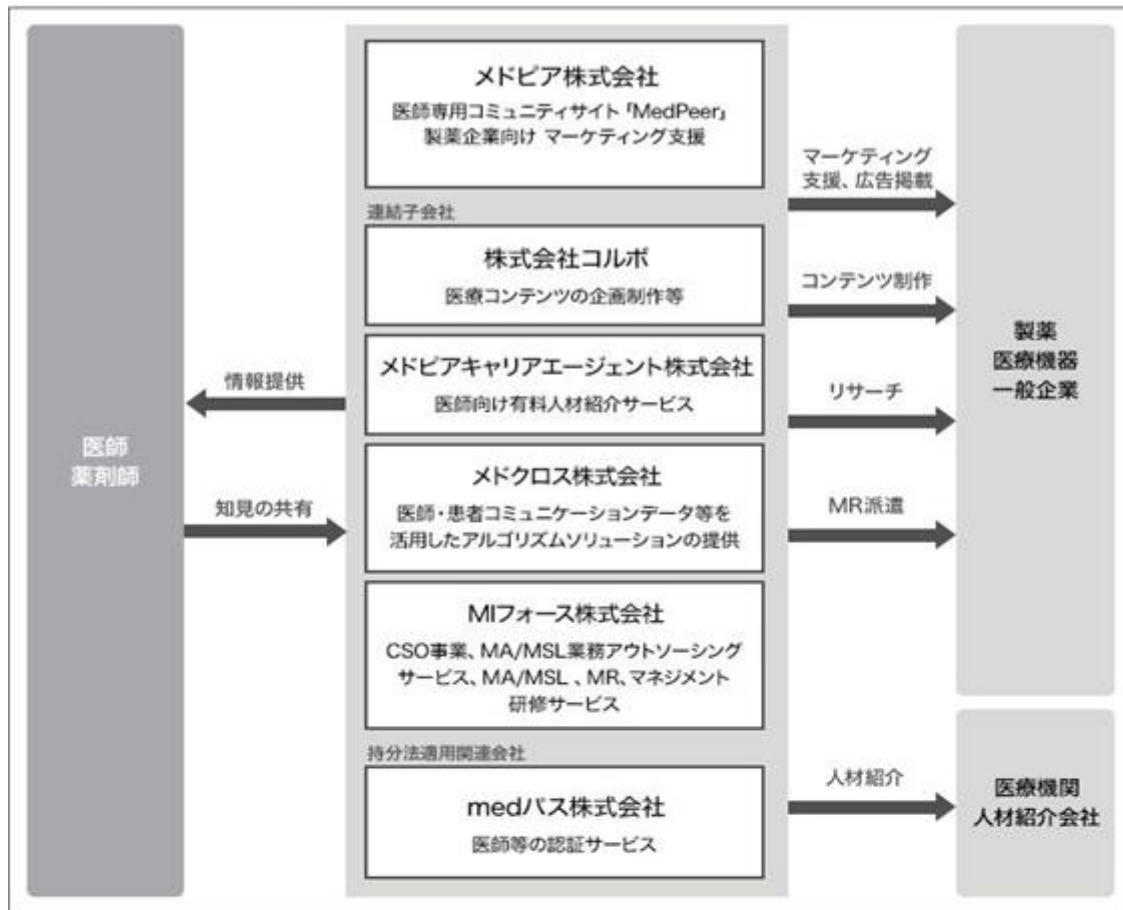 医師
薬剤師
情報提供
知見の共有
メドピア株式会社
医師専用コミュニティサイト「MedPeer」
製薬企業向け マーケティング支援
連結子会社
株式会社コルボ
医療コンテンツの企画制作等
メドピアキャリアエージェント株式会社
医師向け有料人材紹介サービス
メドクロス株式会社
医師・患者コミュニケーションデータ等を
活用したアルゴリズムソリューションの提供
MIフォース株式会社
CSO事業、MA/MSL業務アウトソーシング
サービス、MA/MSL 、MR、マネジメント
研修サービス
持分法適用関連会社
medパス株式会社
医師等の認証サービス
マーケティング
支援、広告掲載
コンテンツ制作
リサーチ
MR派遣
人材紹介
製薬
医療機器
一般企業
医療機関
人材紹介会社